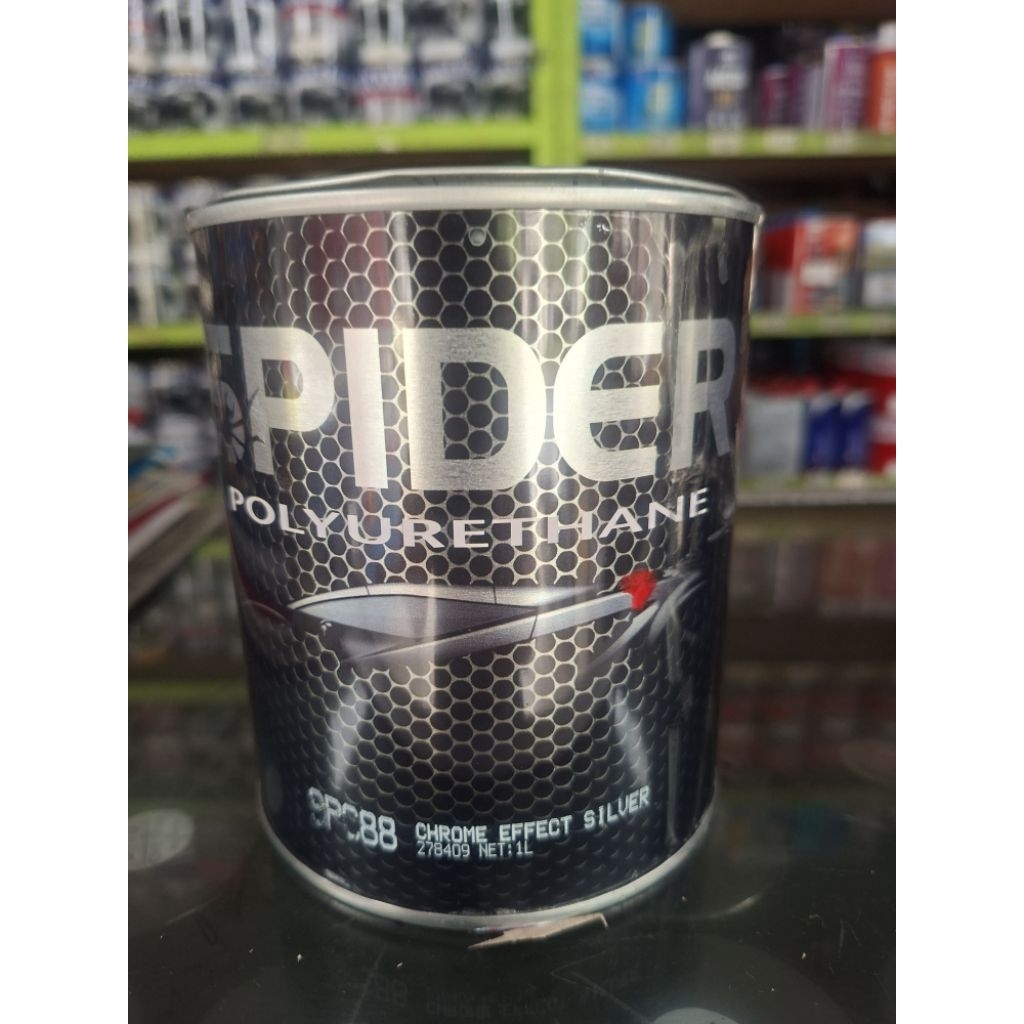 SPIDER
POLYURETHANE
SPC88 CHROME EFFECT SILVER
278409 NET:1L